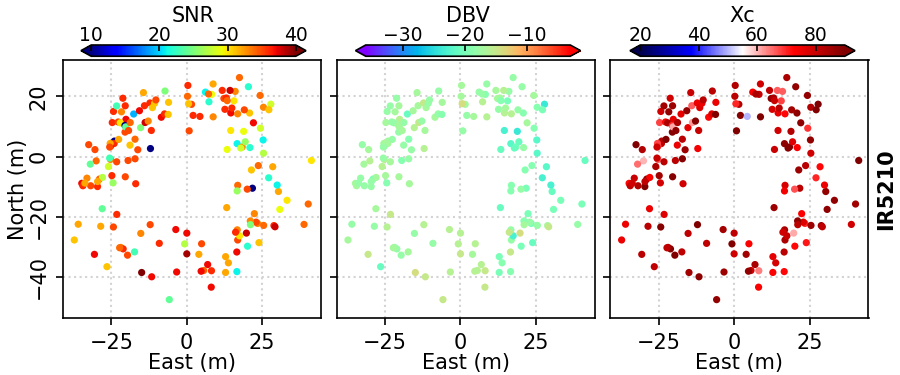 SNR DBV Xc
10 20 30 40 −30 −20 −10 20 40 60 80
North (m)
20
0
−20
−40
−25 0 25 −25 0 25 −25 0 25
East (m) East (m) East (m)
IR5210